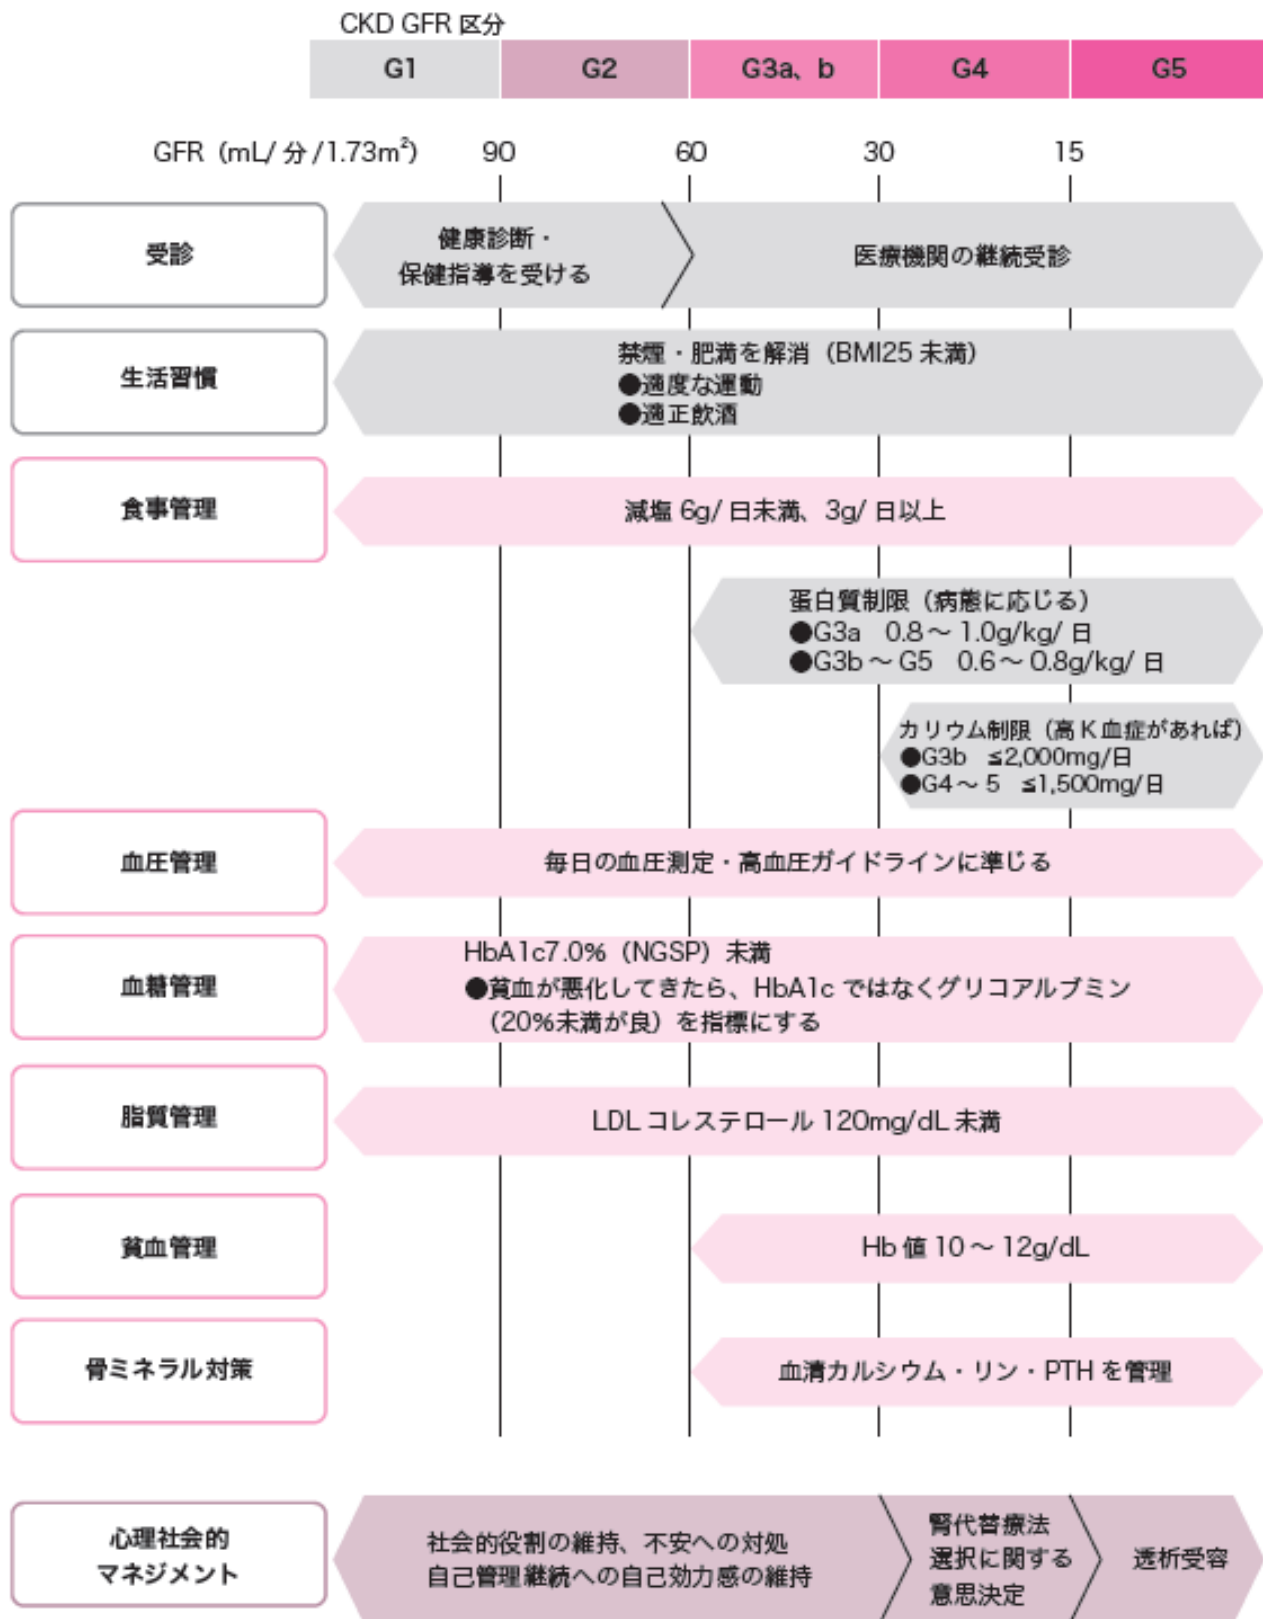 CKD GFR 区分
G1 G2 G3a、b G4 G5
GFR（mL/ 分 /1.73m²） 90 60 30 15
受診
健康診断・
保健指導を受ける
医療機関の継続受診
生活習慣
禁煙・肥満を解消（BMI25 未満）
●適度な運動
●適正飲酒
食事管理
減塩 6g/ 日未満、3g/ 日以上
蛋白質制限（病態に応じる）
●G3a 0.8～ 1.0g/kg/ 日
●G3b ～ G5 0.6～ 0.8g/kg/ 日
カリウム制限（高 K 血症があれば）
●G3b ≦2,000mg/日
●G4～ 5 ≦1,500mg/日
血圧管理
毎日の血圧測定・高血圧ガイドラインに準じる
血糖管理
HbA1c7.0%（NGSP）未満
●貧血が悪化してきたら、HbA1c ではなくグリコアルブミン
（20%未満が良）を指標にする
脂質管理
LDL コレステロール 120mg/dL 未満
貧血管理
Hb 値 10 ～ 12g/dL
骨ミネラル対策
血清カルシウム・リン・PTH を管理
心理社会的
マネジメント
社会的役割の維持、不安への対処
自己管理継続への自己効力感の維持
腎代替療法
選択に関する
意思決定
透析受容